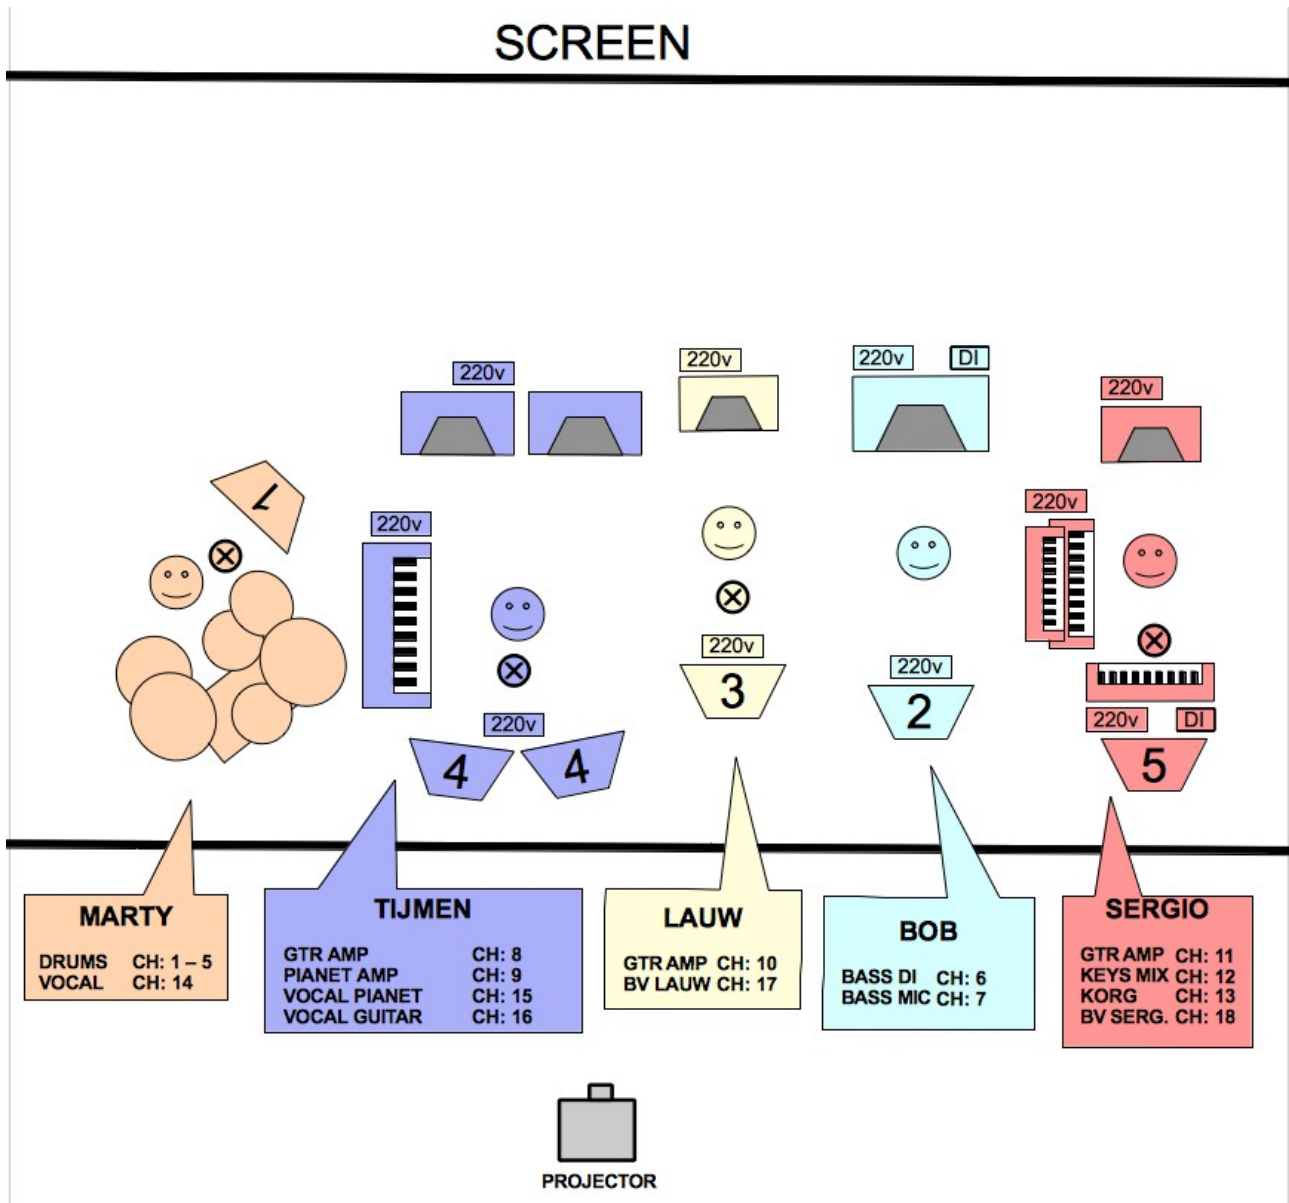 SCREEN
220v
220v
220v
DI
220v
1
220v
220v
220v
220v
220v
3
2
220v
220v
DI
4
4
5
MARTY
DRUMS CH: 1 – 5
VOCAL CH: 14
TIJMEN
GTR AMP CH: 8
PIANET AMP CH: 9
VOCAL PIANET CH: 15
VOCAL GUITAR CH: 16
LAUW
GTR AMP CH: 10
BV LAUW CH: 17
BOB
BASS DI CH: 6
BASS MIC CH: 7
SERGIO
GTR AMP CH: 11
KEYS MIX CH: 12
KORG CH: 13
BV SERG. CH: 18
PROJECTOR